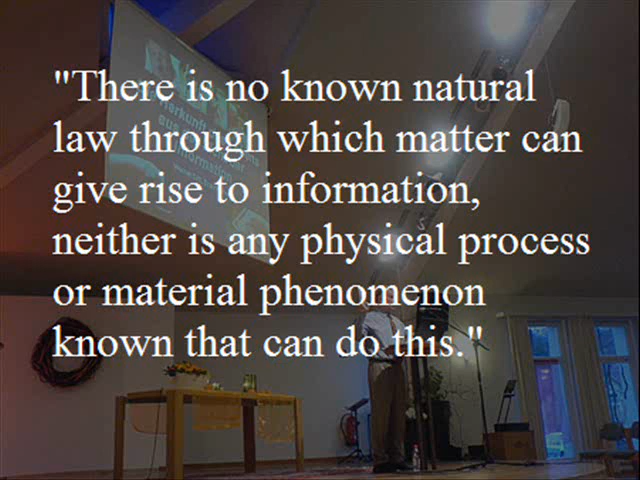 "There is no known natural
law through which matter can
give rise to information,
neither is any physical process
or material phenomenon
known that can do this."